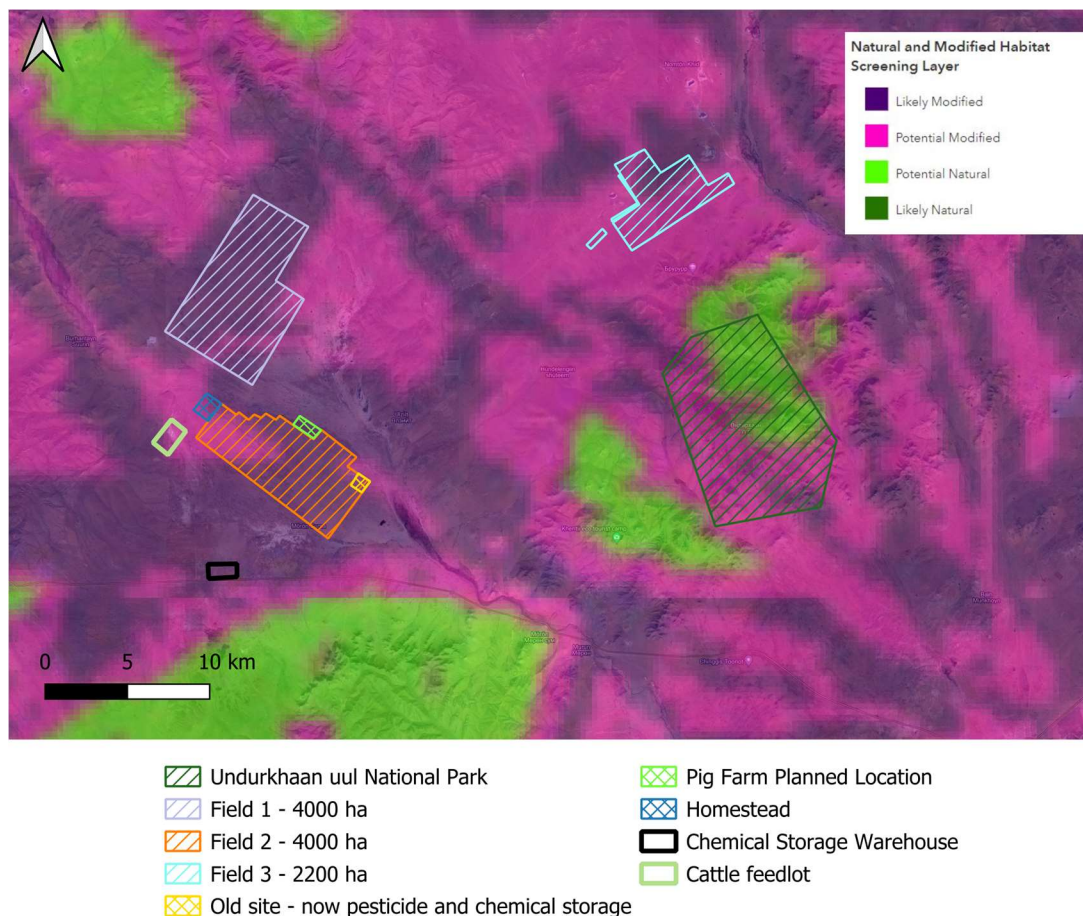 Natural and Modified Habitat
Screening Layer
Likely Modified
Potential Modified
Potential Natural
Likely Natural
0 5 10 km
Undurkhaan uul National Park
Field 1 - 4000 ha
Field 2 - 4000 ha
Field 3 - 2200 ha
Old site - now pesticide and chemical storage
Pig Farm Planned Location
Homestead
Chemical Storage Warehouse
Cattle feedlot